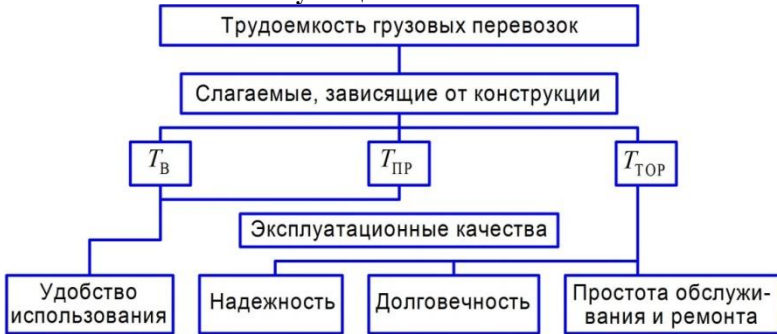 Трудоемкость грузовых перевозок
Слагаемые, зависящие от конструкции
TВ
TПР
TТОР
Эксплуатационные качества
Удобство
использования
Надежность
Долговечность
Простота обслужи-
вания и ремонта